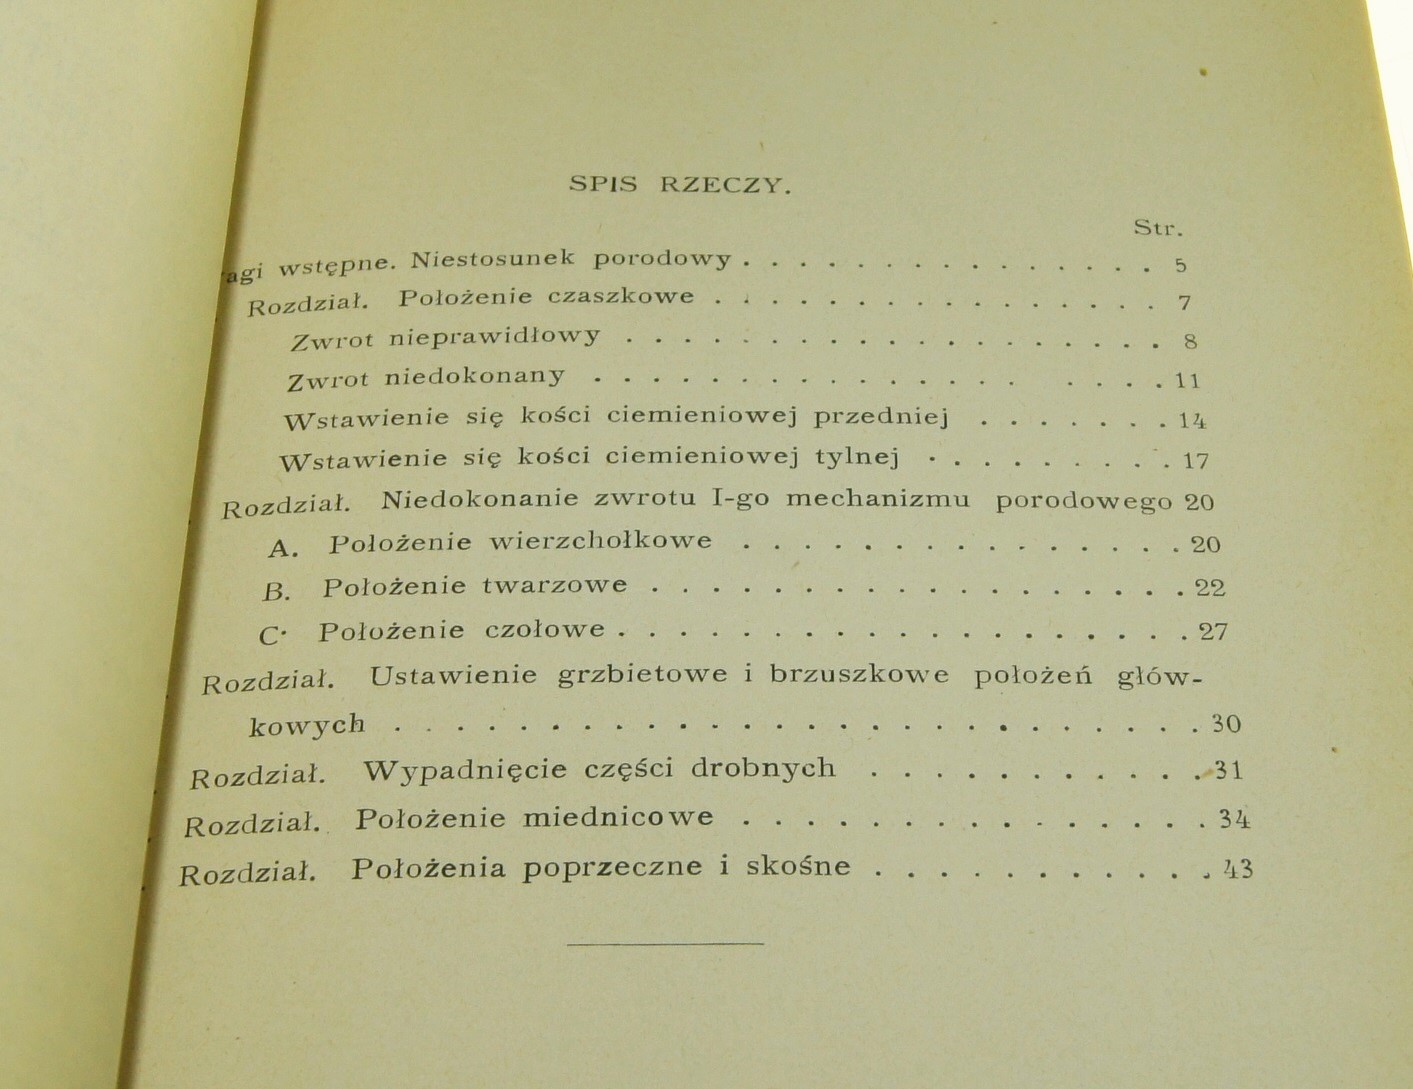 SPIS RZECZY.
Str.
agi wstępne. Niestosunek porodowy . . . . . . . . . . . . . . . 5
Rozdział. Położenie czaszkowe . . . . . . . . . . . . . . . . 7
Zwrot nieprawidłowy . . . . . . . . . . . . . . . . . . . 8
Zwrot niedokonany . . . . . . . . . . . . . . . . . . . 11
Wstawienie się kości ciemieniowej przedniej . . . . . . . 14
Wstawienie się kości ciemieniowej tylnej . . . . . . . . . . 17
Rozdział. Niedokonanie zwrotu I-go mechanizmu porodowego 20
A. Położenie wierzchołkowe . . . . . . . . . . . . . . . 20
B. Położenie twarzowe . . . . . . . . . . . . . . . . . . 22
C. Położenie czołowe . . . . . . . . . . . . . . . . . . . 27
Rozdział. Ustawienie grzbietowe i brzuszkowe położeń głów-
kowych . . . . . . . . . . . . . . . . . . . . . . . . . . 30
Rozdział. Wypadnięcie części drobnych . . . . . . . . . . . . 31
Rozdział. Położenie miednicowe . . . . . . . . . . . . . . . 34
Rozdział. Położenia poprzeczne i skośne . . . . . . . . . . . . 43